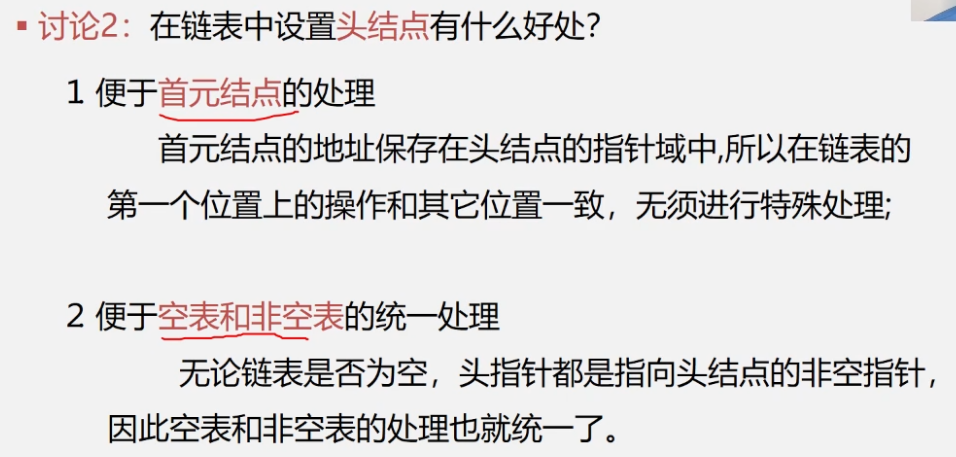 ▪ 讨论2：在链表中设置头结点有什么好处?
1 便于首元结点的处理
首元结点的地址保存在头结点的指针域中,所以在链表的
第一个位置上的操作和其它位置一致，无须进行特殊处理;
2 便于空表和非空表的统一处理
无论链表是否为空，头指针都是指向头结点的非空指针，
因此空表和非空表的处理也就统一了。